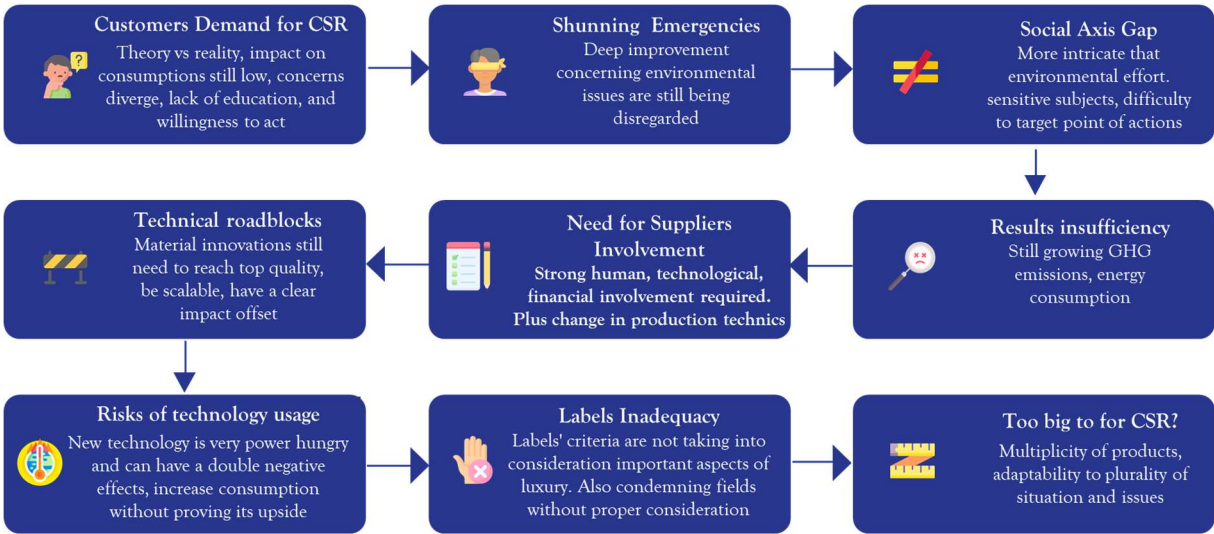 Customers Demand for CSR
Theory vs reality, impact on
consumptions still low, concerns
diverge, lack of education, and
willingness to act
Shunning Emergencies
Deep improvement
concerning environmental
issues are still being
disregarded
Social Axis Gap
More intricate that
environmental effort.
sensitive subjects, difficulty
to target point of actions
Results insufficiency
Still growing GHG
emissions, energy
consumption
Need for Suppliers
Involvement
Strong human, technological,
financial involvement required.
Plus change in production technics
Technical roadblocks
Material innovations still
need to reach top quality,
be scalable, have a clear
impact offset
Risks of technology usage
New technology is very power hungry
and can have a double negative
effects, increase consumption
without proving its upside
Labels Inadequacy
Labels' criteria are not taking into
consideration important aspects of
luxury. Also condemning fields
without proper consideration
Too big to for CSR?
Multiplicity of products,
adaptability to plurality of
situation and issues